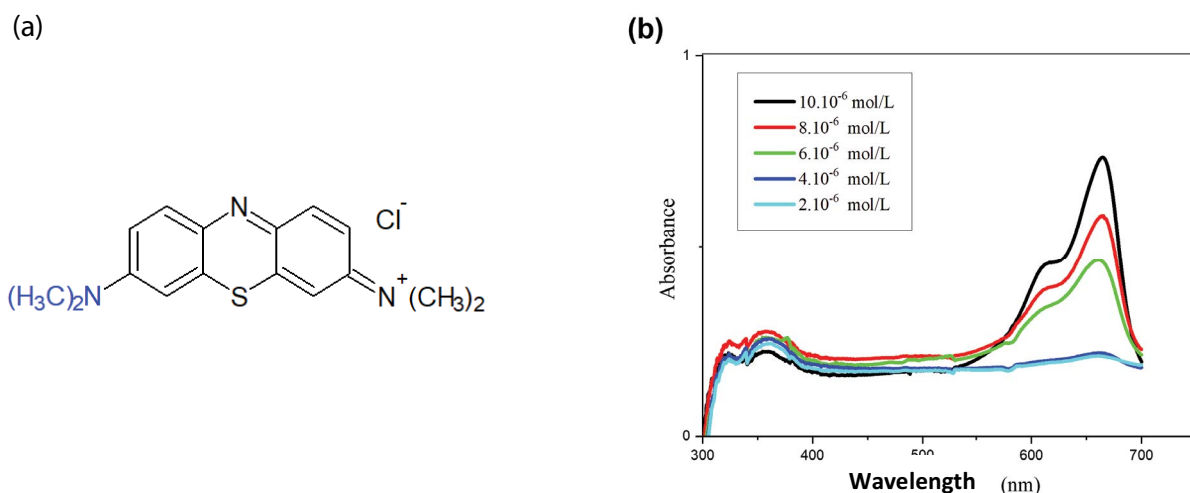 (a)
N
Cl⁻
(H3C)₂N
S
N⁺(CH₃)₂
(b)
1
10.10⁻⁶ mol/L
8.10⁻⁶ mol/L
6.10⁻⁶ mol/L
4.10⁻⁶ mol/L
2.10⁻⁶ mol/L
Absorbance
0
300 400 500 600 700
Wavelength (nm)